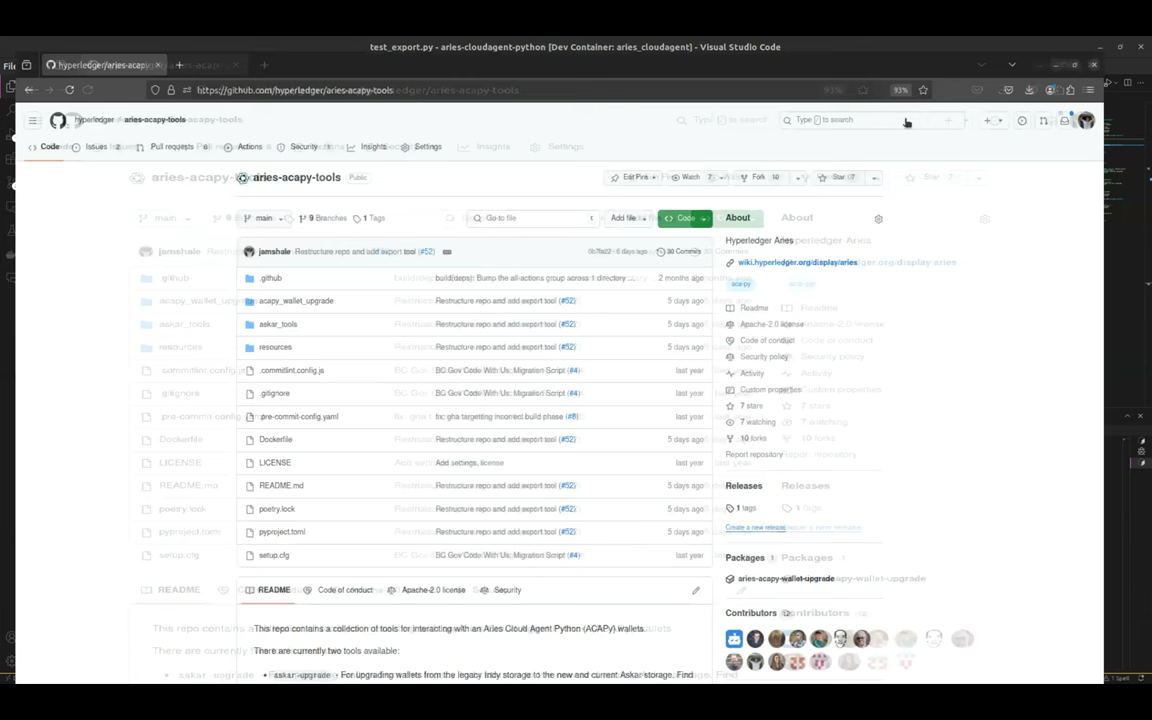 test_export.py - aries-cloudagent-python [Dev Container: aries_cloudagent] - Visual Studio Code
File
hyperledger/aries-acapy
https://github.com/hyperledger/aries-acapy-tools
93%
hyperledger aries-acapy-tools
Type / to search
Code Issues 2 Pull requests 6 Actions Security Insights Settings
aries-acapy-tools Public
Edit Pins Watch 7 Fork 10 Star 7
main 9 Branches 1 Tags Go to file t Add file Code About
Hyperledger Aries
jamshale Restructure repo and add export tool (#52) 5 days ago 30 Commits
wiki.hyperledger.org/display/aries
.github build(deps): Bump the all-actions group across 1 directory ... 2 months ago
aca-py
acapy_wallet_upgrade Restructure repo and add export tool (#52) 5 days ago
Readme
askar_tools Restructure repo and add export tool (#52) 5 days ago
Apache-2.0 license
Code of conduct
resources Restructure repo and add export tool (#52) 5 days ago
Security policy
.commitlint.config.js BC Gov Code With Us: Migration Script (#4) last year
Activity
Custom properties
.gitignore BC Gov Code With Us: Migration Script (#4) last year
7 stars
.pre-commit-config.yaml fix: gha targeting incorrect build phase (#8) last year
7 watching
Dockerfile Restructure repo and add export tool (#52) 5 days ago
10 forks
Report repository
LICENSE Add settings, license last year
README.md Restructure repo and add export tool (#52) 5 days ago
Releases
poetry.lock Restructure repo and add export tool (#52) 5 days ago
1 tags
pyproject.toml Restructure repo and add export tool (#52) 5 days ago
Create a new release
setup.cfg BC Gov Code With Us: Migration Script (#4) last year
Packages 1
aries-acapy-wallet-upgrade
README Code of conduct Apache-2.0 license Security
Contributors 12
This repo contains a collection of tools for interacting with an Aries Cloud Agent Python (ACAPy) wallets.
There are currently two tools available:
askar-upgrade - For upgrading wallets from the legacy Indy storage to the new and current Askar storage. Find
1 Spell